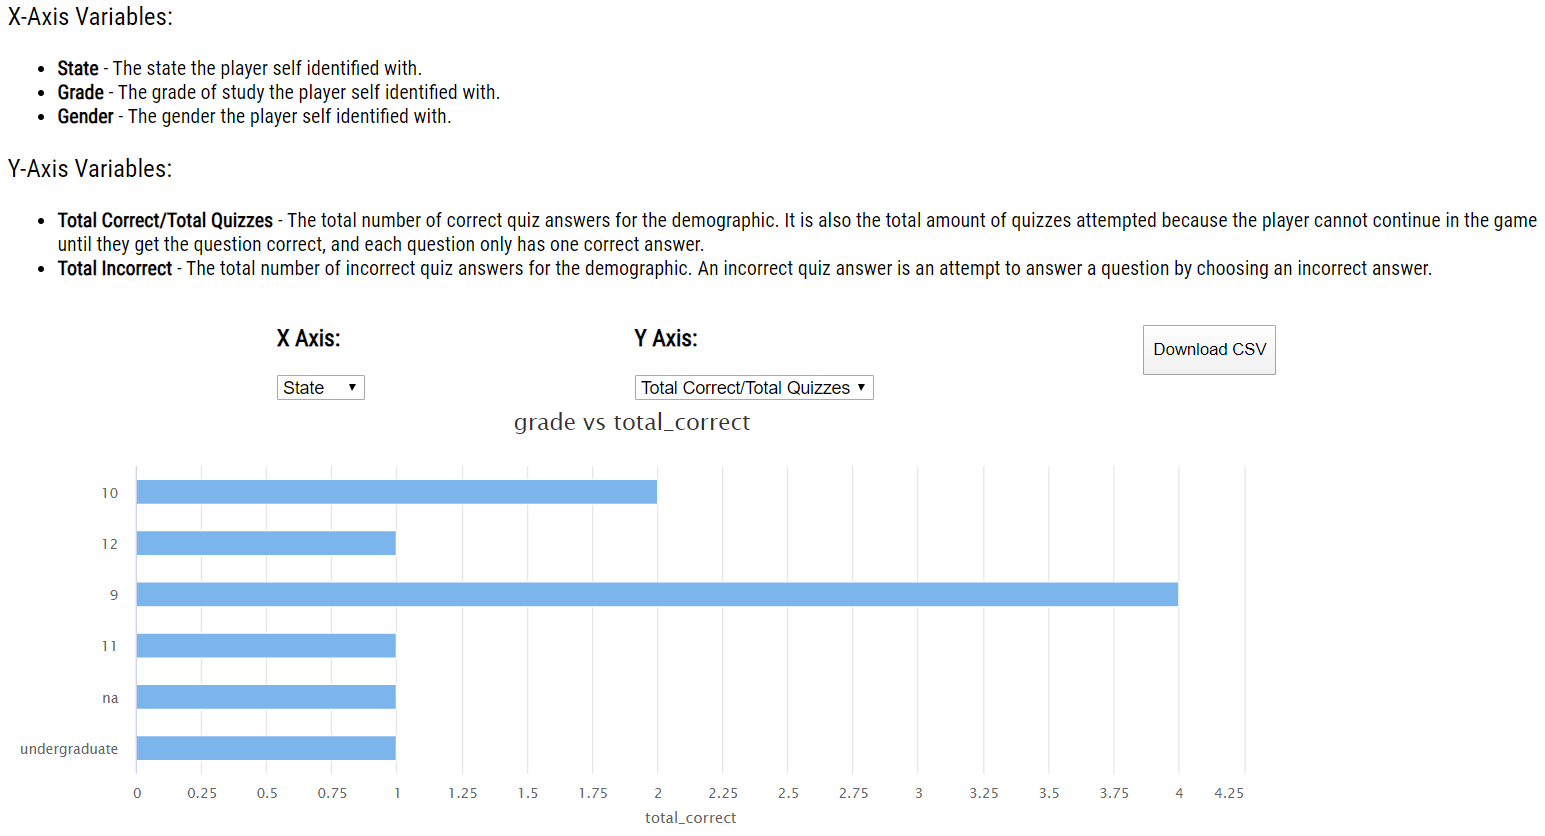 X-Axis Variables:
State - The state the player self identified with.
Grade - The grade of study the player self identified with.
Gender - The gender the player self identified with.
Y-Axis Variables:
Total Correct/Total Quizzes - The total number of correct quiz answers for the demographic. It is also the total amount of quizzes attempted because the player cannot continue in the game
until they get the question correct, and each question only has one correct answer.
Total Incorrect - The total number of incorrect quiz answers for the demographic. An incorrect quiz answer is an attempt to answer a question by choosing an incorrect answer.
X Axis: Y Axis:
Download CSV
State Total Correct/Total Quizzes
grade vs total_correct
10
12
9
11
na
undergraduate
0 0.25 0.5 0.75 1 1.25 1.5 1.75 2 2.25 2.5 2.75 3 3.25 3.5 3.75 4 4.25
total_correct